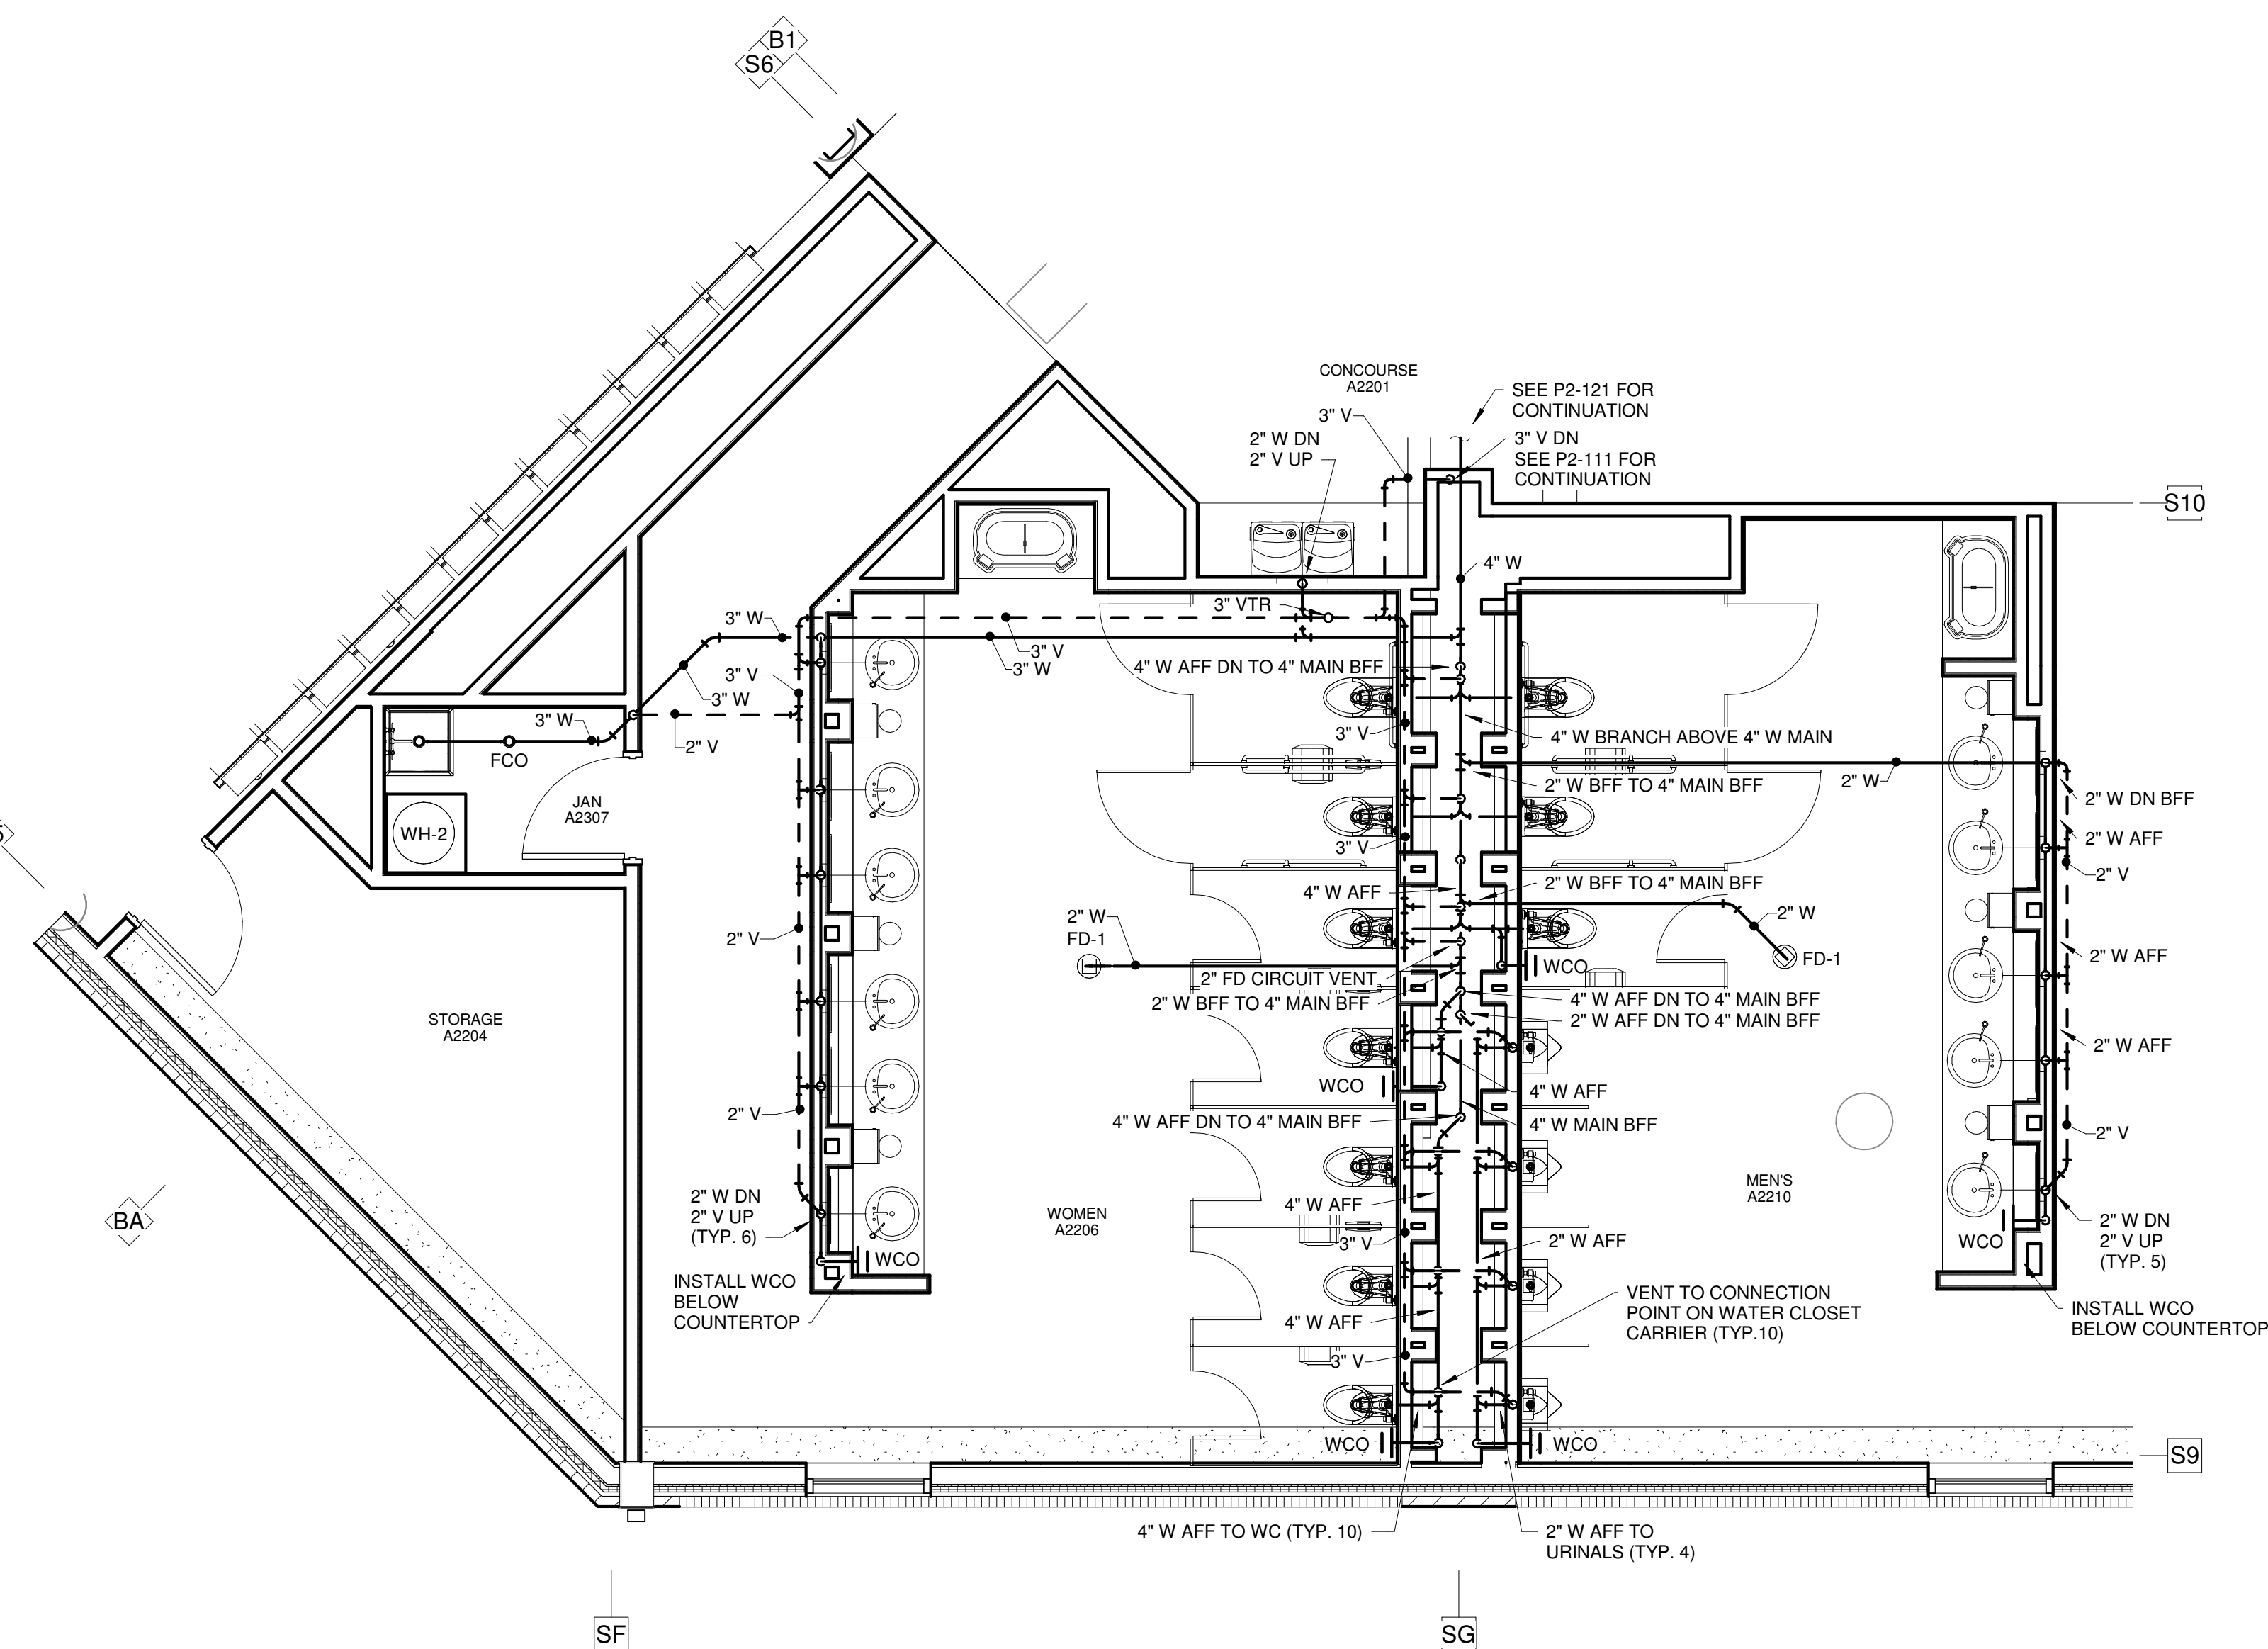 B1
S6
CONCOURSE
A2201
SEE P2-121 FOR
CONTINUATION
3" V
2" W DN
2" V UP
3" V DN
SEE P2-111 FOR
CONTINUATION
S10
4" W
3" VTR
3" W
3" V
3" W
3" V
3" W
4" W AFF DN TO 4" MAIN BFF
3" W
2" V
FCO
3" V
4" W BRANCH ABOVE 4" W MAIN
2" W BFF TO 4" MAIN BFF
2" W
2" W DN BFF
JAN
A2307
WH-2
3" V
2" W AFF
2" V
4" W AFF
2" W BFF TO 4" MAIN BFF
2" W
FD-1
2" W
2" V
FD-1
2" W AFF
WCO
2" FD CIRCUIT VENT
2" W BFF TO 4" MAIN BFF
4" W AFF DN TO 4" MAIN BFF
2" W AFF DN TO 4" MAIN BFF
STORAGE
A2204
2" W AFF
WCO
4" W AFF
2" V
4" W AFF DN TO 4" MAIN BFF
4" W MAIN BFF
2" V
MEN'S
A2210
2" W DN
2" V UP
(TYP. 6)
4" W AFF
WOMEN
A2206
BA
3" V
2" W AFF
WCO
2" W DN
2" V UP
(TYP. 5)
WCO
INSTALL WCO
BELOW
COUNTERTOP
4" W AFF
VENT TO CONNECTION
POINT ON WATER CLOSET
CARRIER (TYP.10)
INSTALL WCO
BELOW COUNTERTOP
3" V
WCO
WCO
S9
4" W AFF TO WC (TYP. 10)
2" W AFF TO
URINALS (TYP. 4)
SF
SG